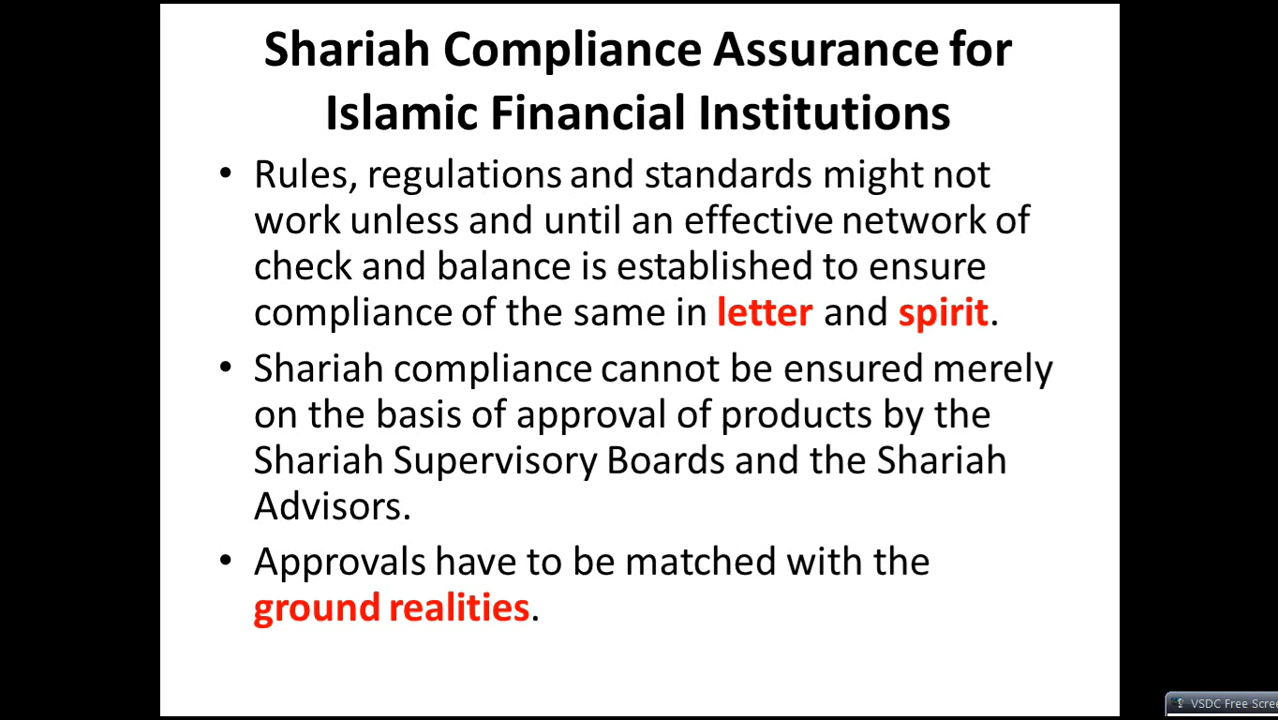 Shariah Compliance Assurance for
Islamic Financial Institutions
• Rules, regulations and standards might not
work unless and until an effective network of
check and balance is established to ensure
compliance of the same in letter and spirit.
• Shariah compliance cannot be ensured merely
on the basis of approval of products by the
Shariah Supervisory Boards and the Shariah
Advisors.
• Approvals have to be matched with the
ground realities.
VSDC Free Scre